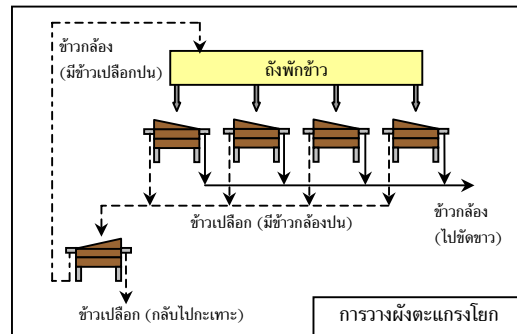 ข้าวกล้อง
(มีข้าวเปลือกปน)
ถังพักข้าว
ข้าวเปลือก (มีข้าวกล้องปน)
ข้าวกล้อง
(ไปขัดขาว)
ข้าวเปลือก (กลับไปกะเทาะ)
การวางผังตะแกรงโยก